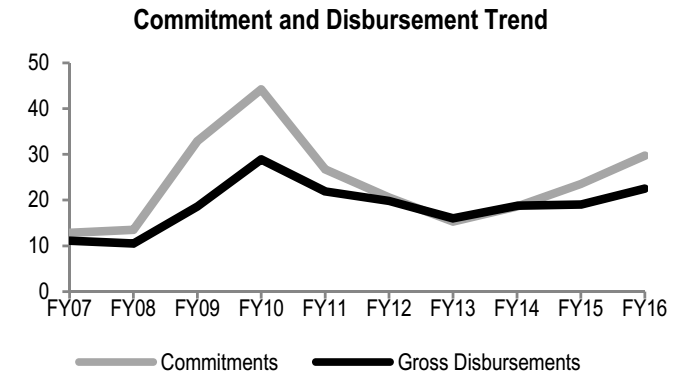 Commitment and Disbursement Trend
50
40
30
20
10
0
FY07 FY08 FY09 FY10 FY11 FY12 FY13 FY14 FY15 FY16
Commitments Gross Disbursements